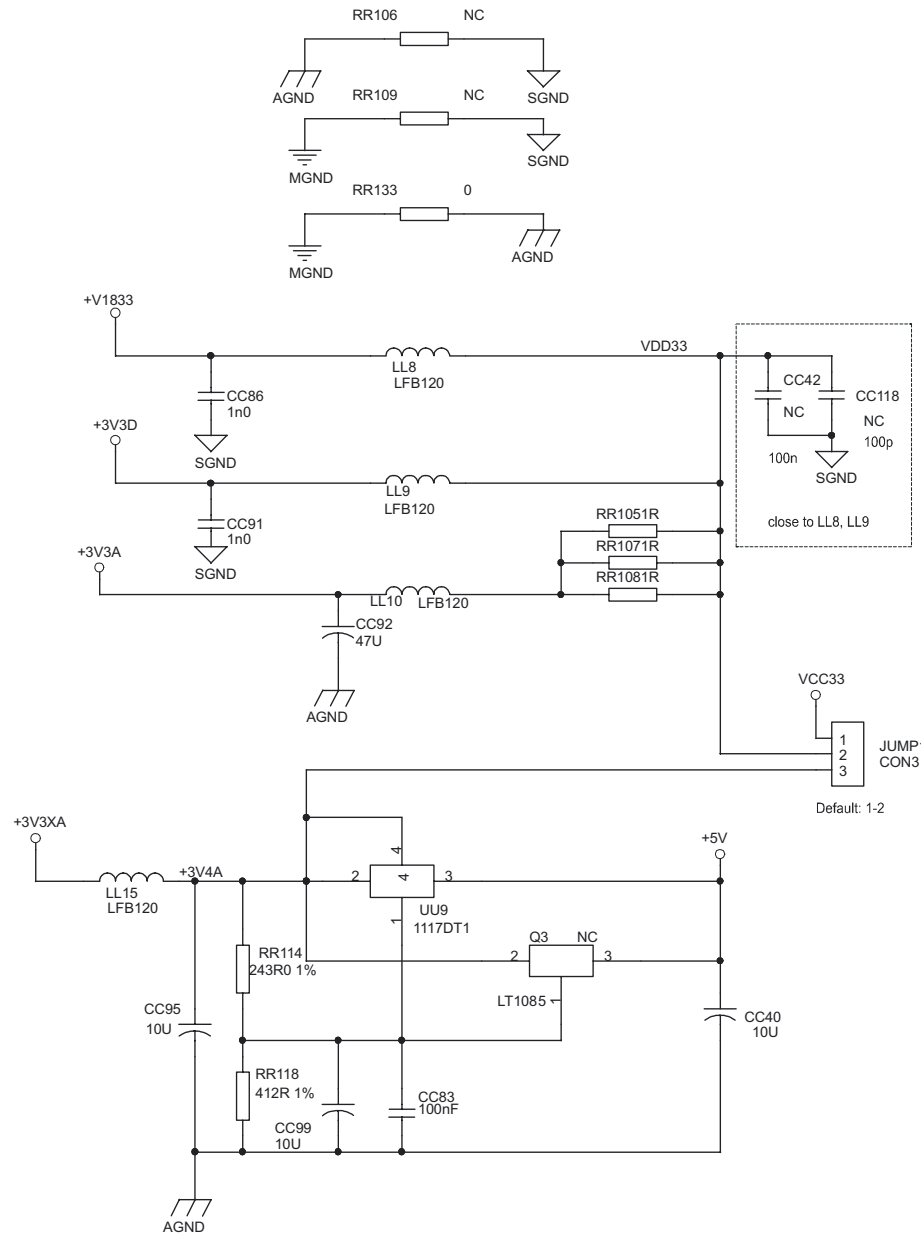 RR106 NC
AGND
SGND
RR109 NC
MGND
SGND
RR133 0
MGND
AGND
+V1833
VDD33
LL8
LFB120
CC86
1n0
SGND
CC42
NC
100n
CC118
NC
100p
SGND
close to LL8, LL9
+3V3D
LL9
LFB120
CC91
1n0
SGND
RR1051R
RR1071R
RR1081R
+3V3A
LL10 LFB120
CC92
47U
AGND
VCC33
1
2
3
JUMP
CON3
Default: 1-2
+3V3XA
LL15
LFB120
+3V4A
4
2 4 3
1
UU9
1117DT1
+5V
Q3 NC
2 3
1
LT1085
RR114
243R0 1%
CC95
10U
CC40
10U
RR118
412R 1%
CC99
10U
CC83
100nF
AGND